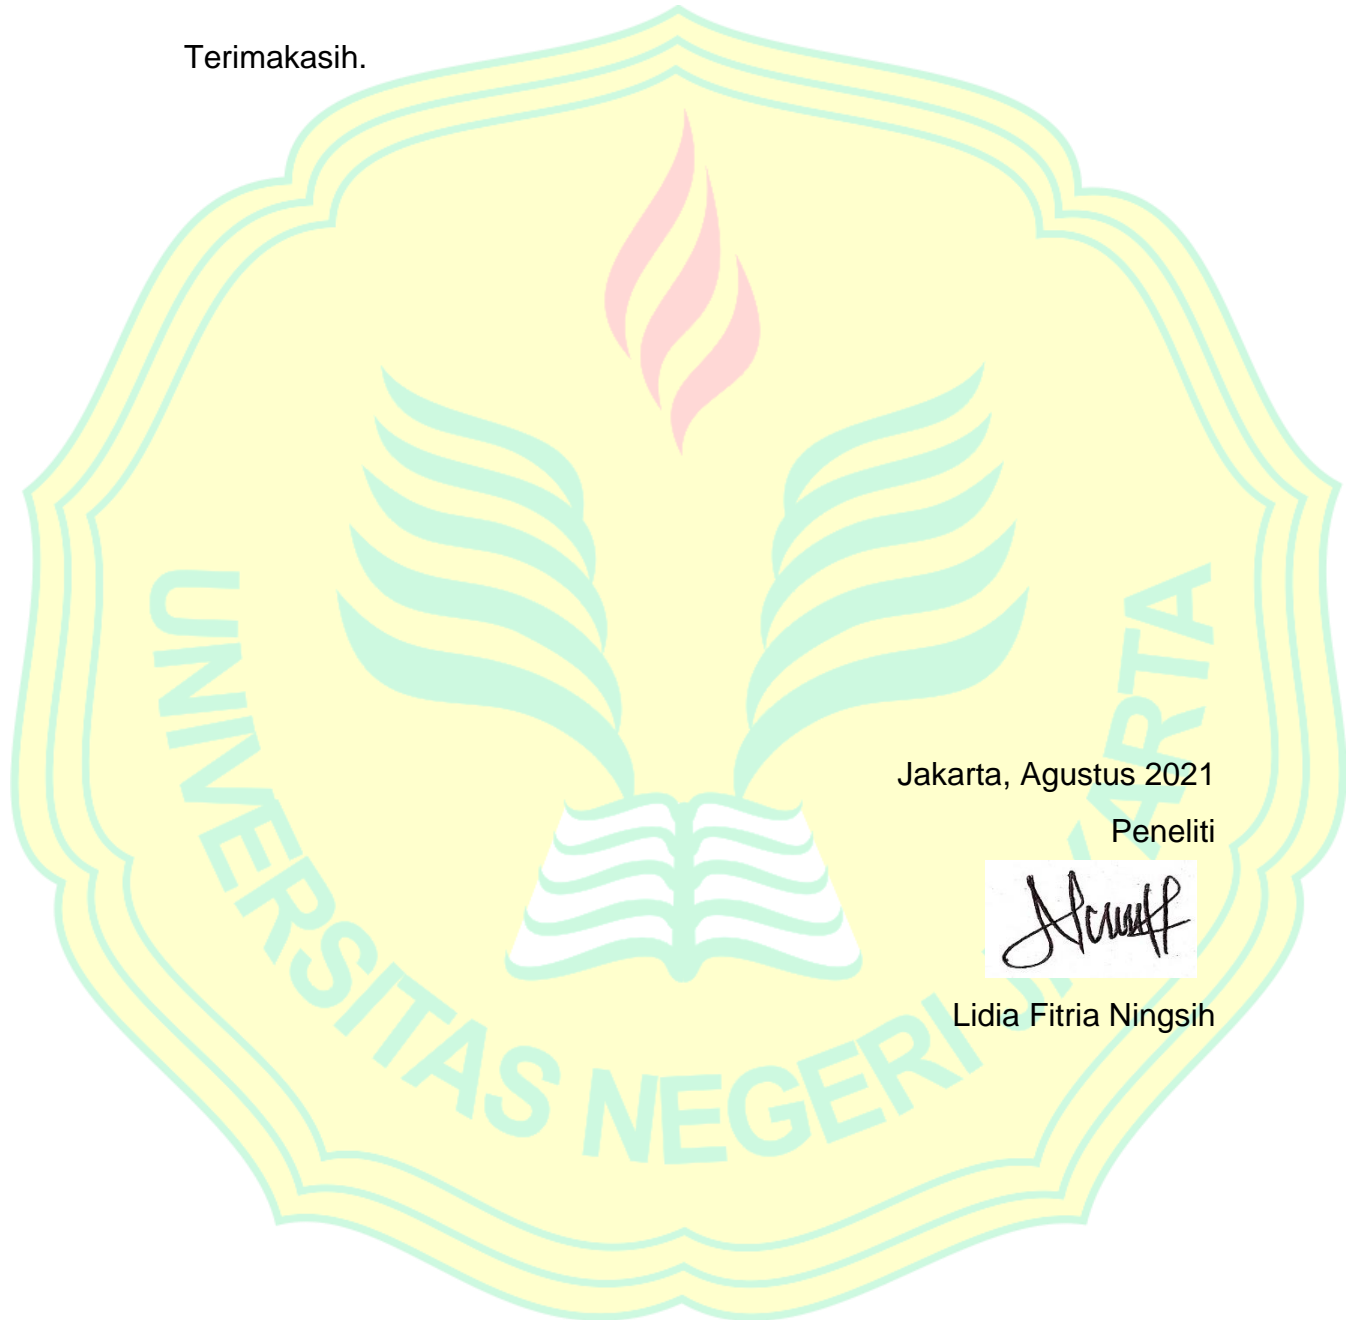 Terimakasih.
Jakarta, Agustus 2021
Peneliti
Lidia Fitria Ningsih
UNIVERSITAS NEGERI JAKARTA